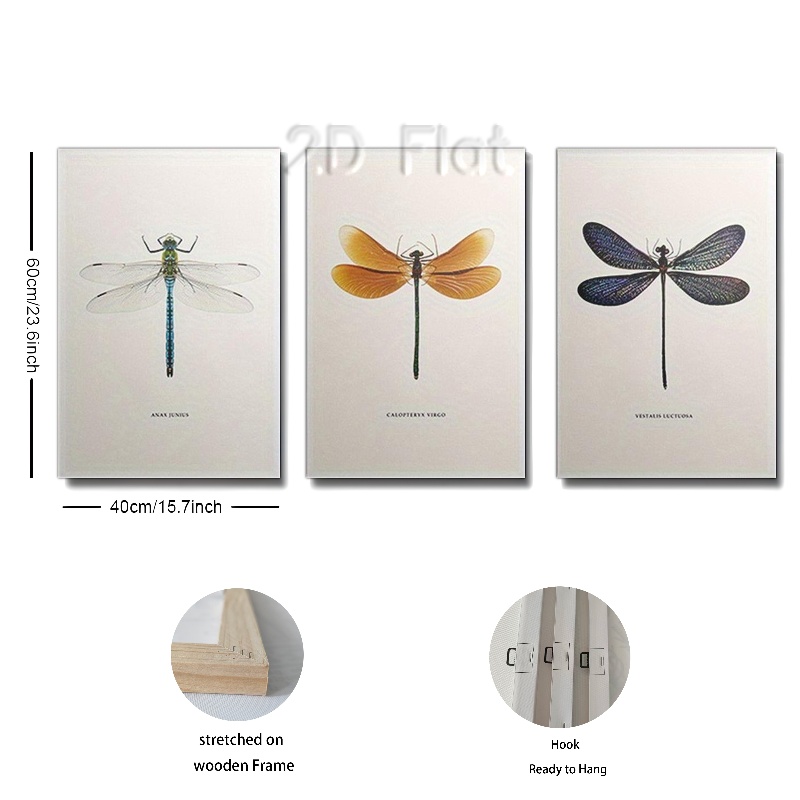 2.D Flat
60cm/23.6inch
ANAX JUNIUS
CALOPTERYX VIRGO
VESTALIS LUCTUOSA
40cm/15.7inch
stretched on
wooden Frame
Hook
Ready to Hang